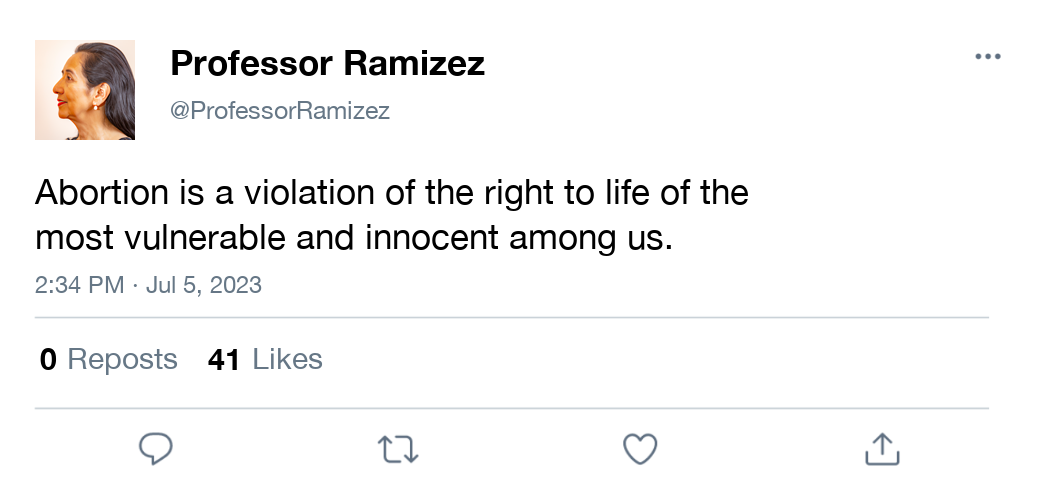 Professor Ramizez
@ProfessorRamizez
Abortion is a violation of the right to life of the
most vulnerable and innocent among us.
2:34 PM · Jul 5, 2023
0 Reposts 41 Likes